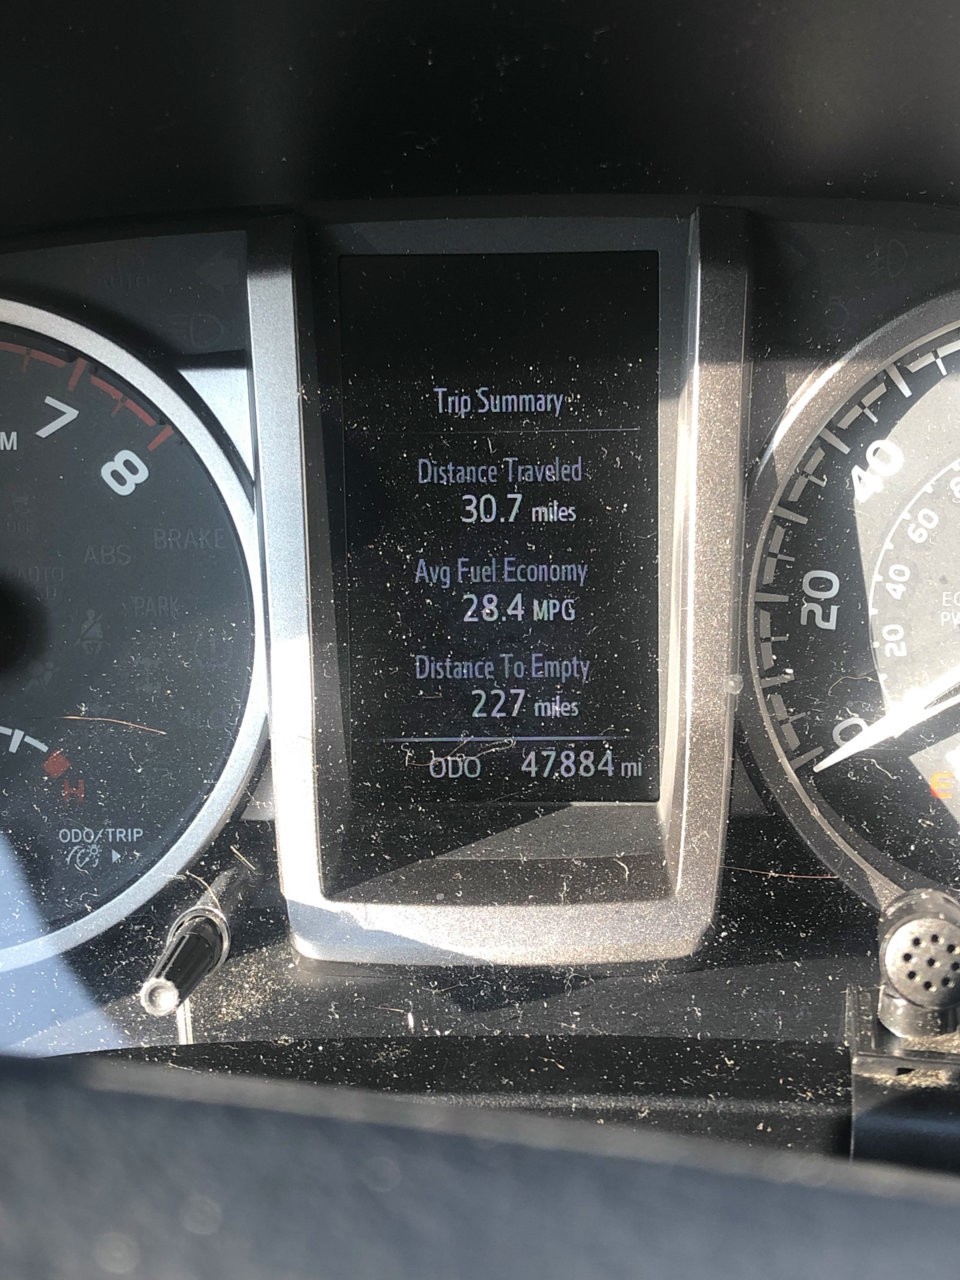 Trip Summary
Distance Traveled
30.7 miles
Avg Fuel Economy
28.4 MPG
Distance To Empty
227 miles
ODO 47884 mi
7
8
M
BRAKE
ABS
PARK
H
ODO/TRIP
40
20
0
60
40
20
E